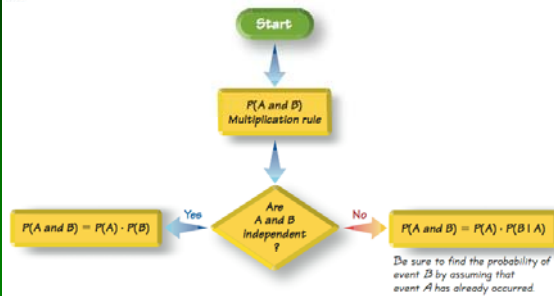 Start
P(A and B)
Multiplication rule
Are
A and B
independent
?
Yes
No
P(A and B) = P(A) · P(B)
P(A and B) = P(A) · P(B | A)
Be sure to find the probability of
event B by assuming that
event A has already occurred.